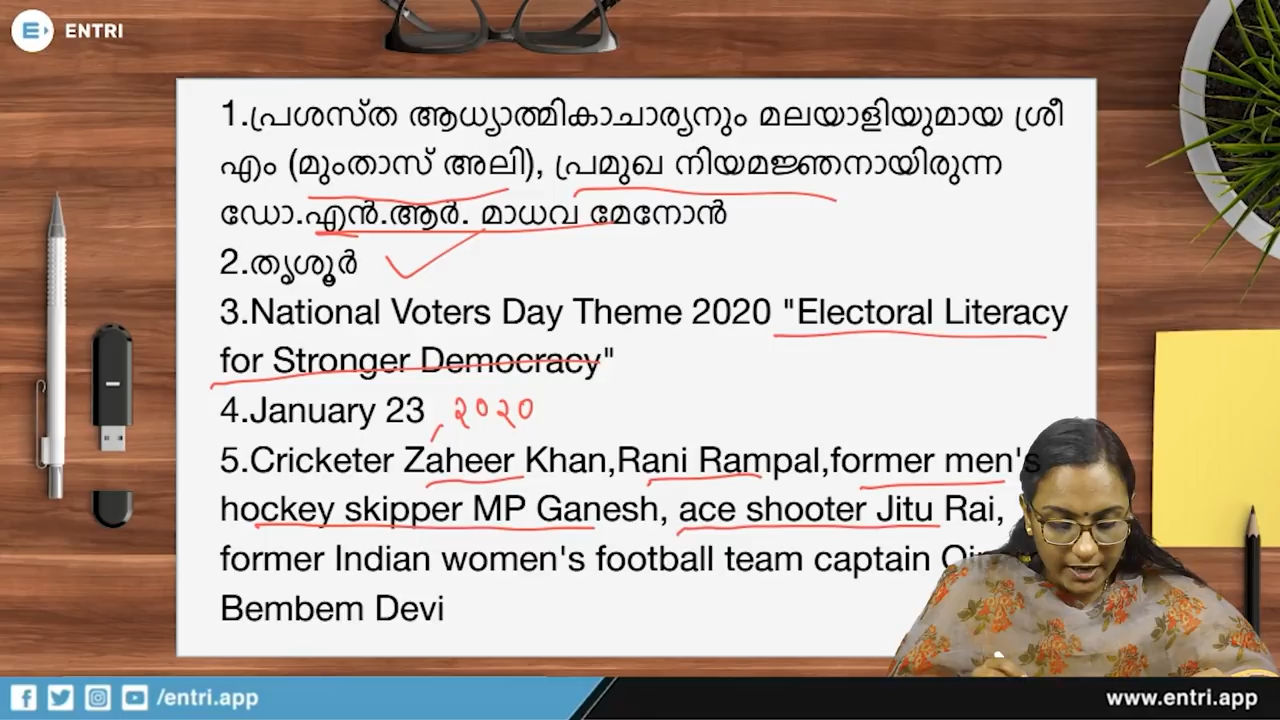 ENTRI
1.പ്രശസ്ത ആധ്യാത്മികാചാര്യനും മലയാളിയുമായ ശ്രീ
എം (മുംതാസ് അലി), പ്രമുഖ നിയമജ്ഞനായിരുന്ന
ഡോ.എൻ.ആർ. മാധവ മേനോൻ
2.തൃശൂർ
3.National Voters Day Theme 2020 "Electoral Literacy
for Stronger Democracy"
4.January 23, 2020
5.Cricketer Zaheer Khan,Rani Rampal,former men's
hockey skipper MP Ganesh, ace shooter Jitu Rai,
former Indian women's football team captain
Bembem Devi
/entri.app
www.entri.app